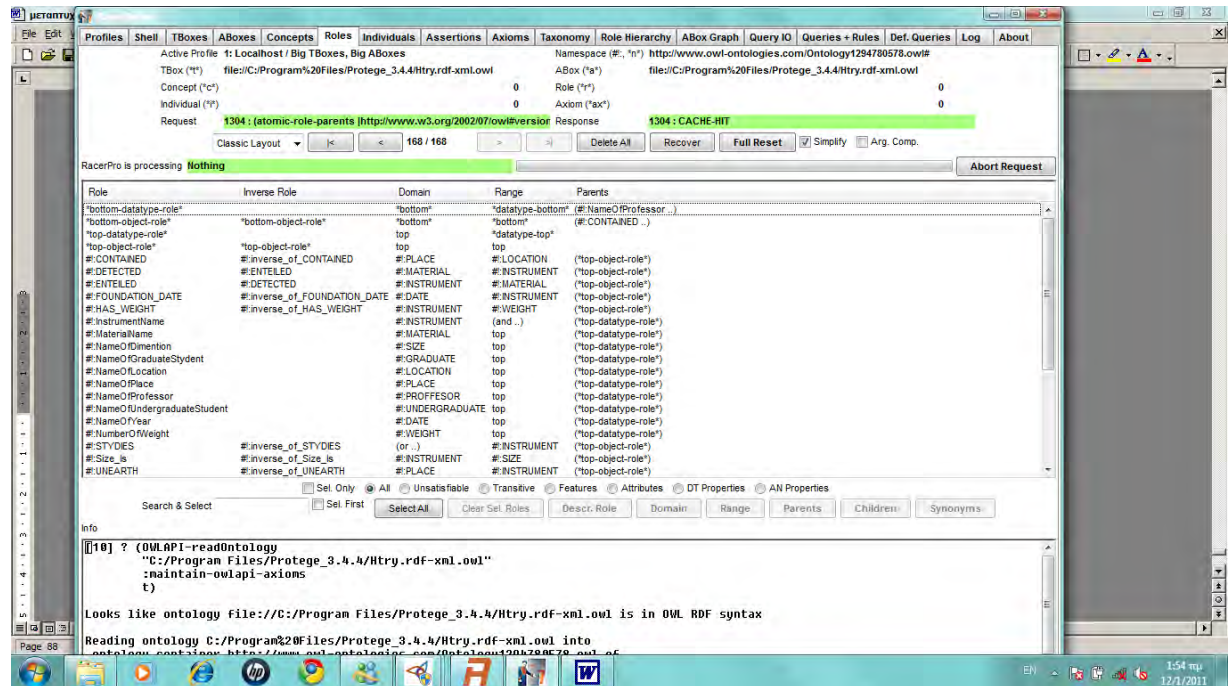 μεταπτυχ
File Edit
Profiles Shell TBoxes ABoxes Concepts Roles Individuals Assertions Axioms Taxonomy Role Hierarchy ABox Graph Query IO Queries + Rules Def. Queries Log About
Active Profile 1: Localhost / Big TBoxes, Big ABoxes Namespace (#!:, *n*) http://www.owl-ontologies.com/Ontology1294780578.owl#
TBox (*t*) file://C:/Program%20Files/Protege_3.4.4/Htry.rdf-xml.owl ABox (*a*) file://C:/Program%20Files/Protege_3.4.4/Htry.rdf-xml.owl
Concept (*c*) 0 Role (*r*) 0
Individual (*i*) 0 Axiom (*ax*) 0
Request 1304 : (atomic-role-parents |http://www.w3.org/2002/07/owl#version Response 1304 : CACHE-HIT
Classic Layout |< < 168 / 168 > >| Delete All Recover Full Reset Simplify Arg. Comp.
RacerPro is processing Nothing Abort Request
Role Inverse Role Domain Range Parents
*bottom-datatype-role* *bottom* *datatype-bottom* (#!:NameOfProfessor ..)
*bottom-object-role* *bottom-object-role* *bottom* *bottom* (#!:CONTAINED ..)
*top-datatype-role* top *datatype-top*
*top-object-role* *top-object-role* top top
#!:CONTAINED #!:inverse_of_CONTAINED #!:PLACE #!:LOCATION (*top-object-role*)
#!:DETECTED #!:ENTEILED #!:MATERIAL #!:INSTRUMENT (*top-object-role*)
#!:ENTEILED #!:DETECTED #!:INSTRUMENT #!:MATERIAL (*top-object-role*)
#!:FOUNDATION_DATE #!:inverse_of_FOUNDATION_DATE #!:DATE #!:INSTRUMENT (*top-object-role*)
#!:HAS_WEIGHT #!:inverse_of_HAS_WEIGHT #!:INSTRUMENT #!:WEIGHT (*top-object-role*)
#!:InstrumentName #!:INSTRUMENT (and ..) (*top-datatype-role*)
#!:MaterialName #!:MATERIAL top (*top-datatype-role*)
#!:NameOfDimention #!:SIZE top (*top-datatype-role*)
#!:NameOfGraduateStydent #!:GRADUATE top (*top-datatype-role*)
#!:NameOfLocation #!:LOCATION top (*top-datatype-role*)
#!:NameOfPlace #!:PLACE top (*top-datatype-role*)
#!:NameOfProfessor #!:PROFFESOR top (*top-datatype-role*)
#!:NameOfUndergraduateStudent #!:UNDERGRADUATE top (*top-datatype-role*)
#!:NameOfYear #!:DATE top (*top-datatype-role*)
#!:NumberOfWeight #!:WEIGHT top (*top-datatype-role*)
#!:STYDIES #!:inverse_of_STYDIES (or ..) #!:INSTRUMENT (*top-object-role*)
#!:Size_Is #!:inverse_of_Size_Is #!:INSTRUMENT #!:SIZE (*top-object-role*)
#!:UNEARTH #!:inverse_of_UNEARTH #!:PLACE #!:INSTRUMENT (*top-object-role*)
Sel. Only All Unsatisfiable Transitive Features Attributes DT Properties AN Properties
Search & Select Sel. First Select All Clear Sel. Roles Descr. Role Domain Range Parents Children Synonyms
Info
[10] ? (OWLAPI-readOntology
"C:/Program Files/Protege_3.4.4/Htry.rdf-xml.owl"
:maintain-owlapi-axioms
t)
Looks like ontology file://C:/Program Files/Protege_3.4.4/Htry.rdf-xml.owl is in OWL RDF syntax
Reading ontology C:/Program%20Files/Protege_3.4.4/Htry.rdf-xml.owl into
ontology container http://www.owl-ontologies.com/Ontology1294780578.owl of
Page 88
EN 1:54 πμ
12/1/2011